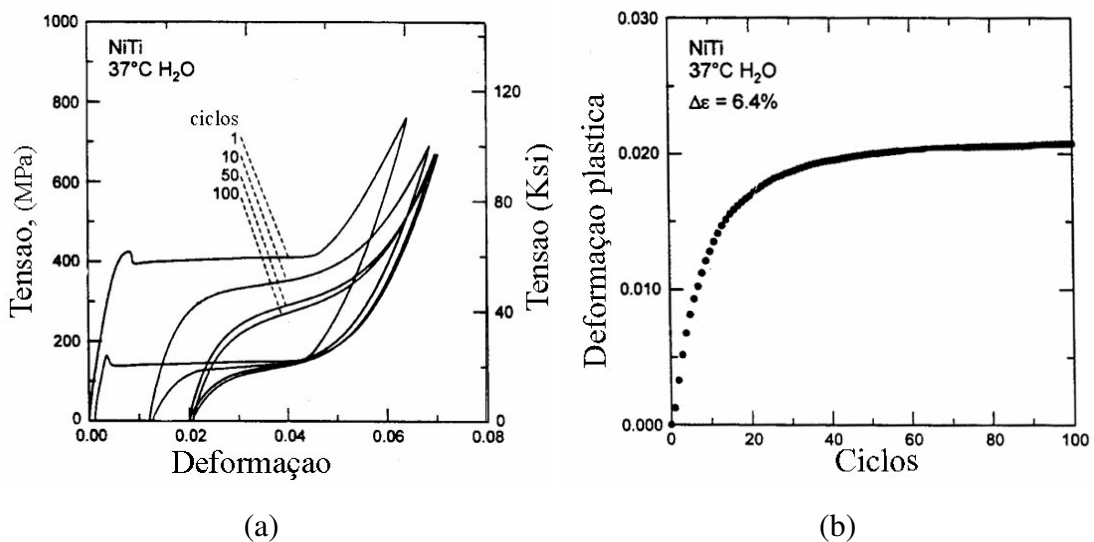 1000
800
600
400
200
0
Tensao, (MPa)
NiTi
37°C H₂O
ciclos
1
10
50
100
120
80
40
0
Tensao (Ksi)
0.00
0.02
0.04
0.06
0.08
Deformaçao
(a)
0.030
0.020
0.010
0.000
Deformaçao plastica
NiTi
37°C H₂O
Δε = 6.4%
0
20
40
60
80
100
Ciclos
(b)